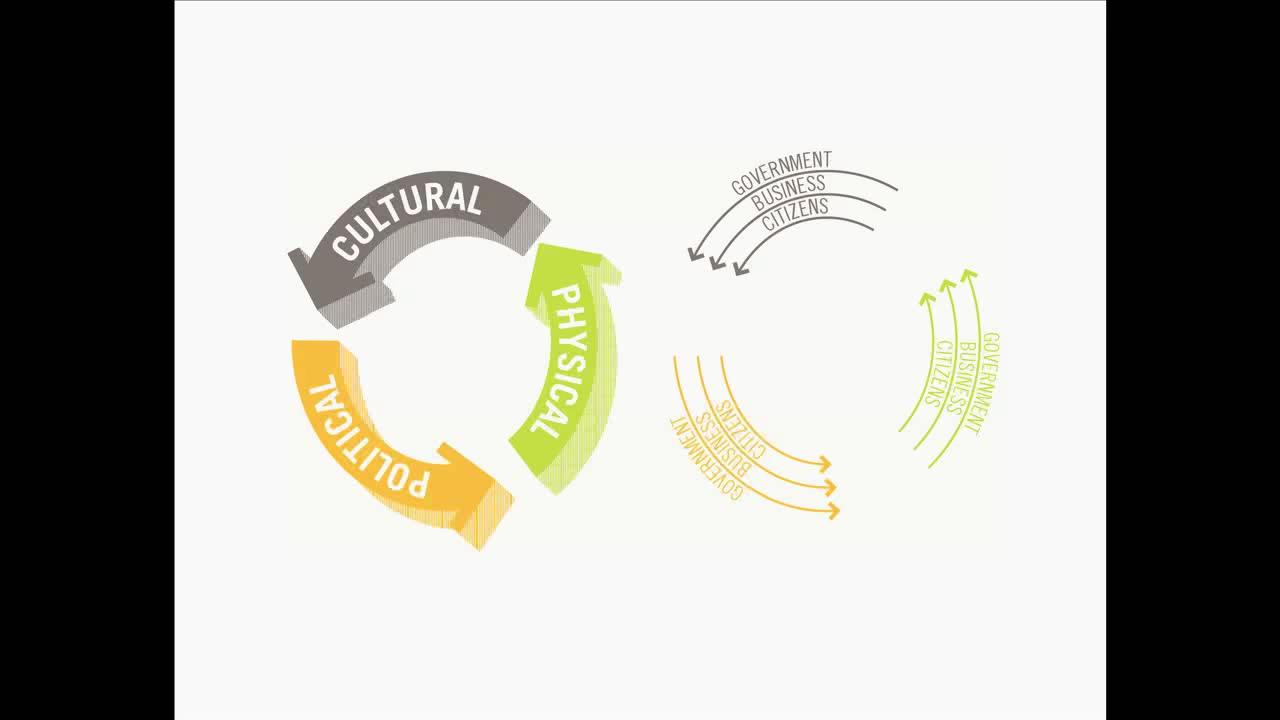 CULTURAL
PHYSICAL
POLITICAL
GOVERNMENT
BUSINESS
CITIZENS
GOVERNMENT
BUSINESS
CITIZENS
CITIZENS
BUSINESS
GOVERNMENT